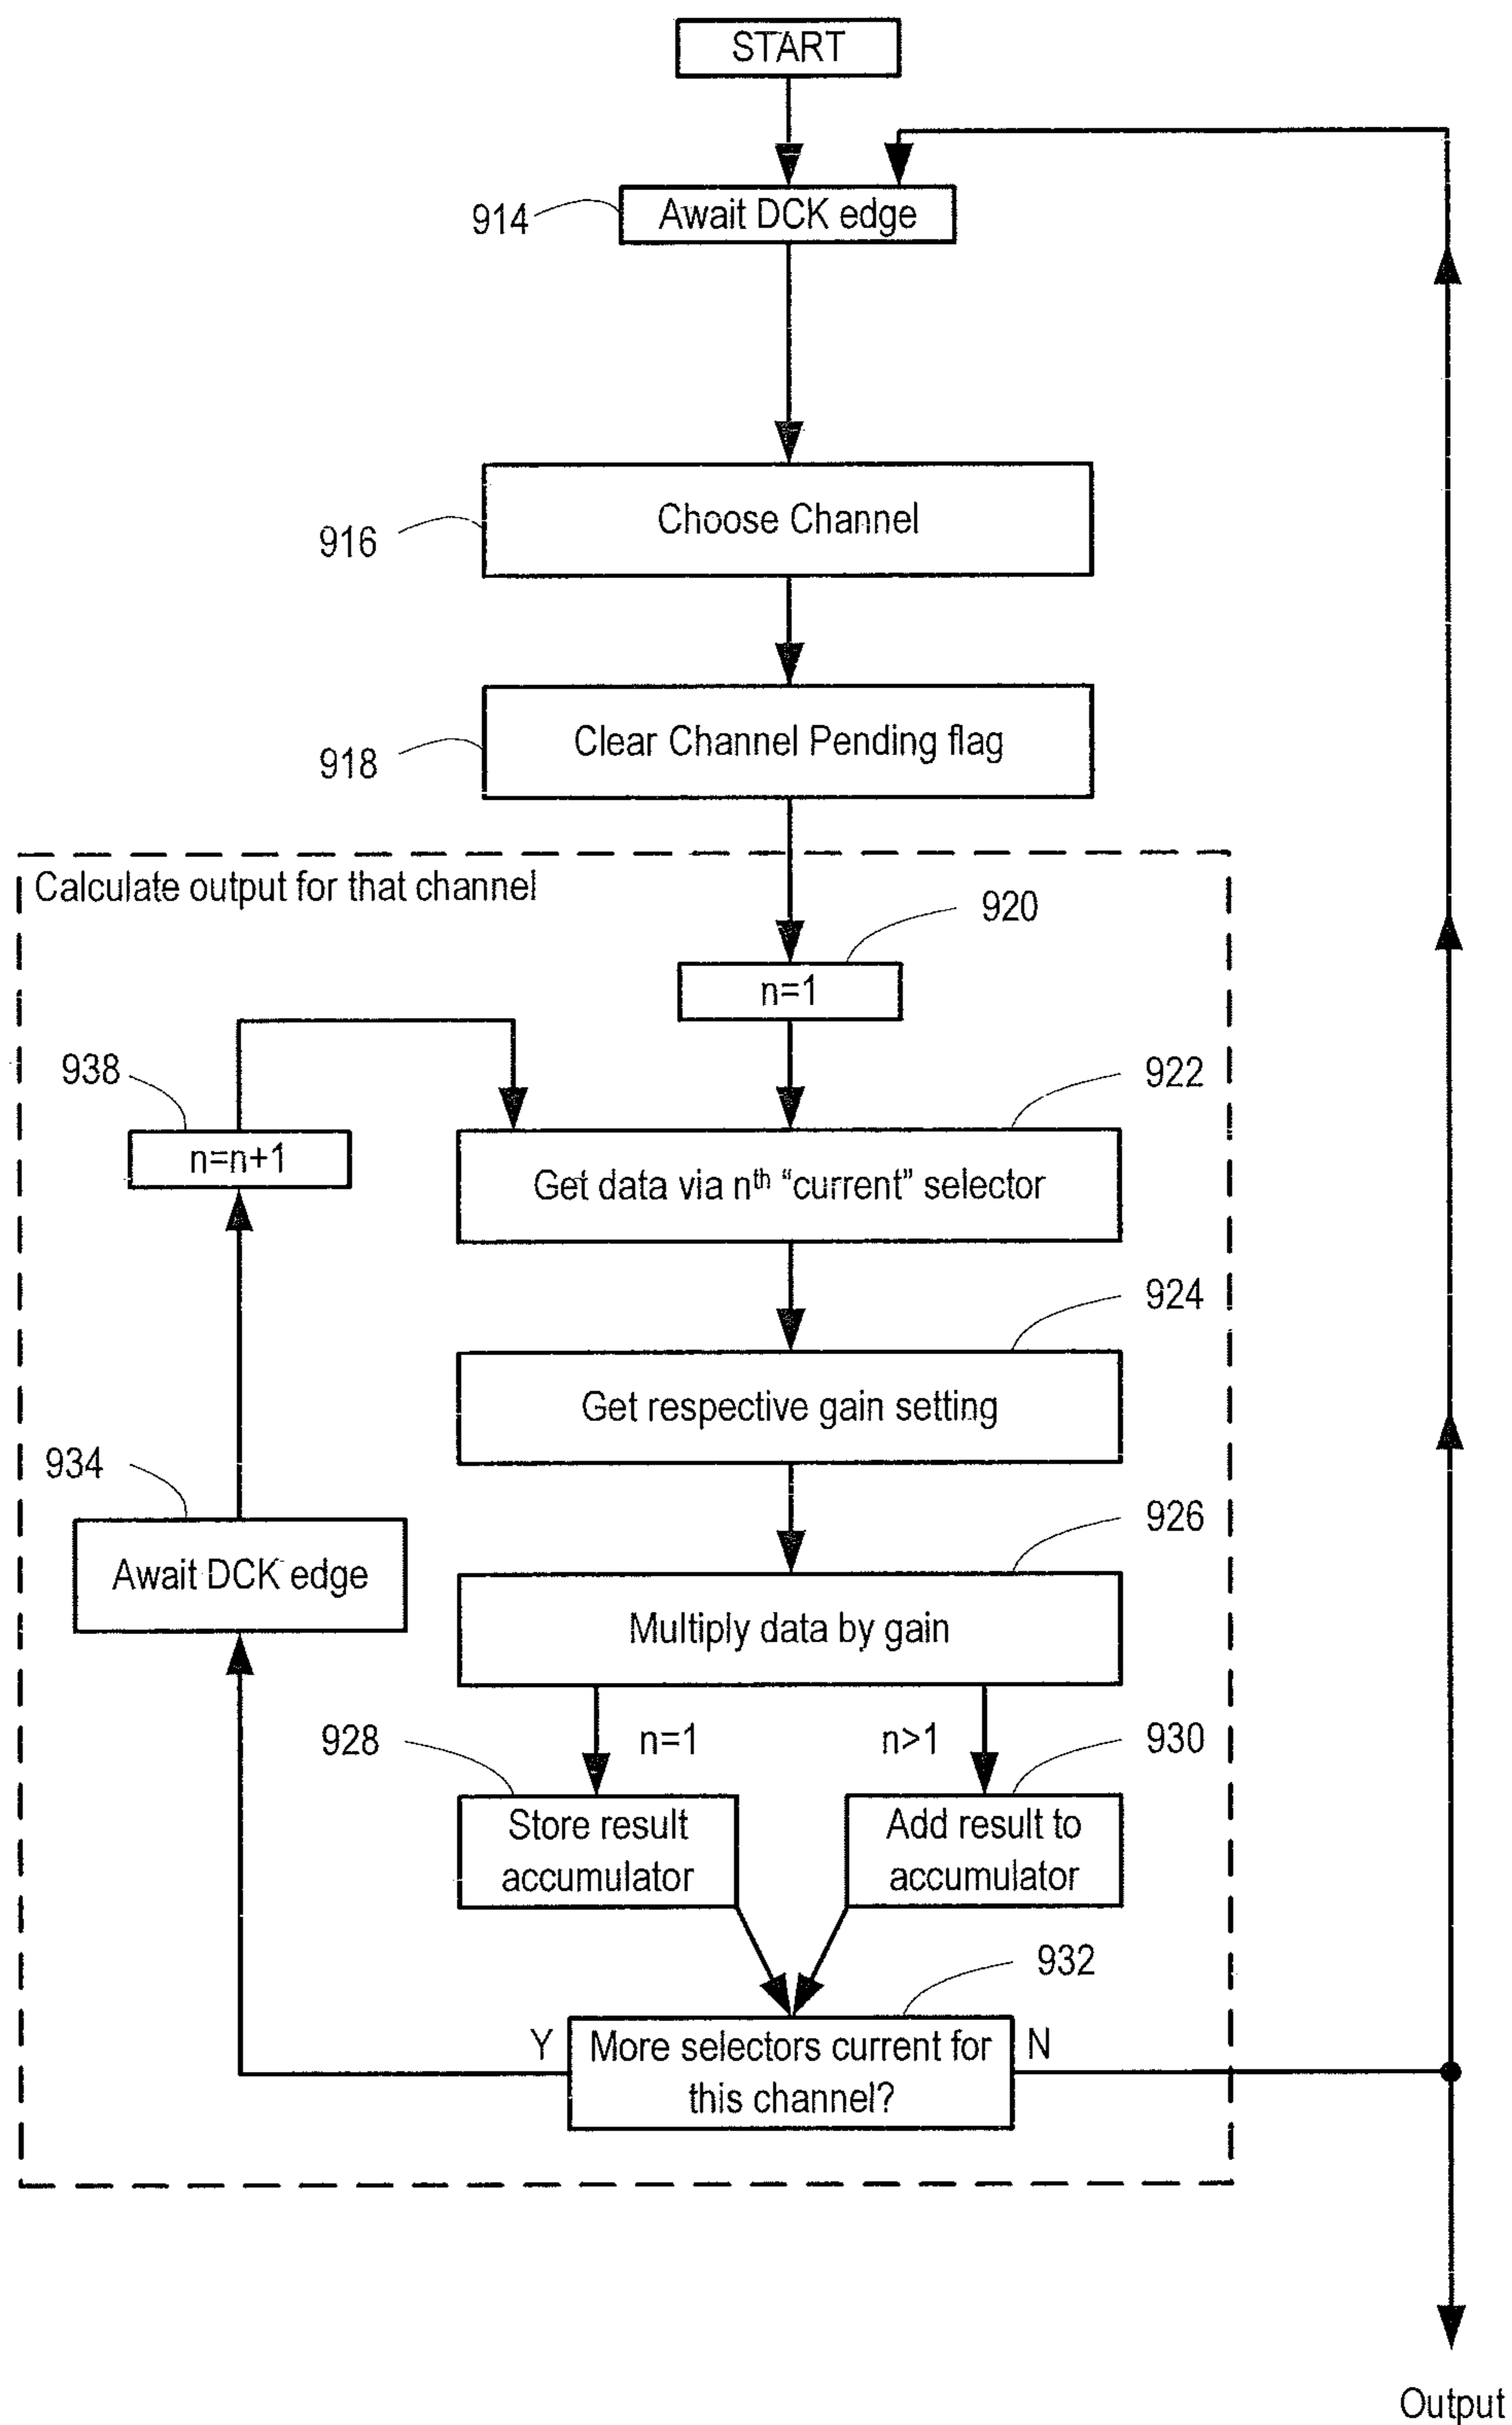 START
914
Await DCK edge
916
Choose Channel
918
Clear Channel Pending flag
Calculate output for that channel
920
n=1
938
n=n+1
922
Get data via nth “current” selector
924
Get respective gain setting
934
Await DCK edge
926
Multiply data by gain
928
n=1
n>1
930
Store result
accumulator
Add result to
accumulator
932
Y
More selectors current for
this channel?
N
Output